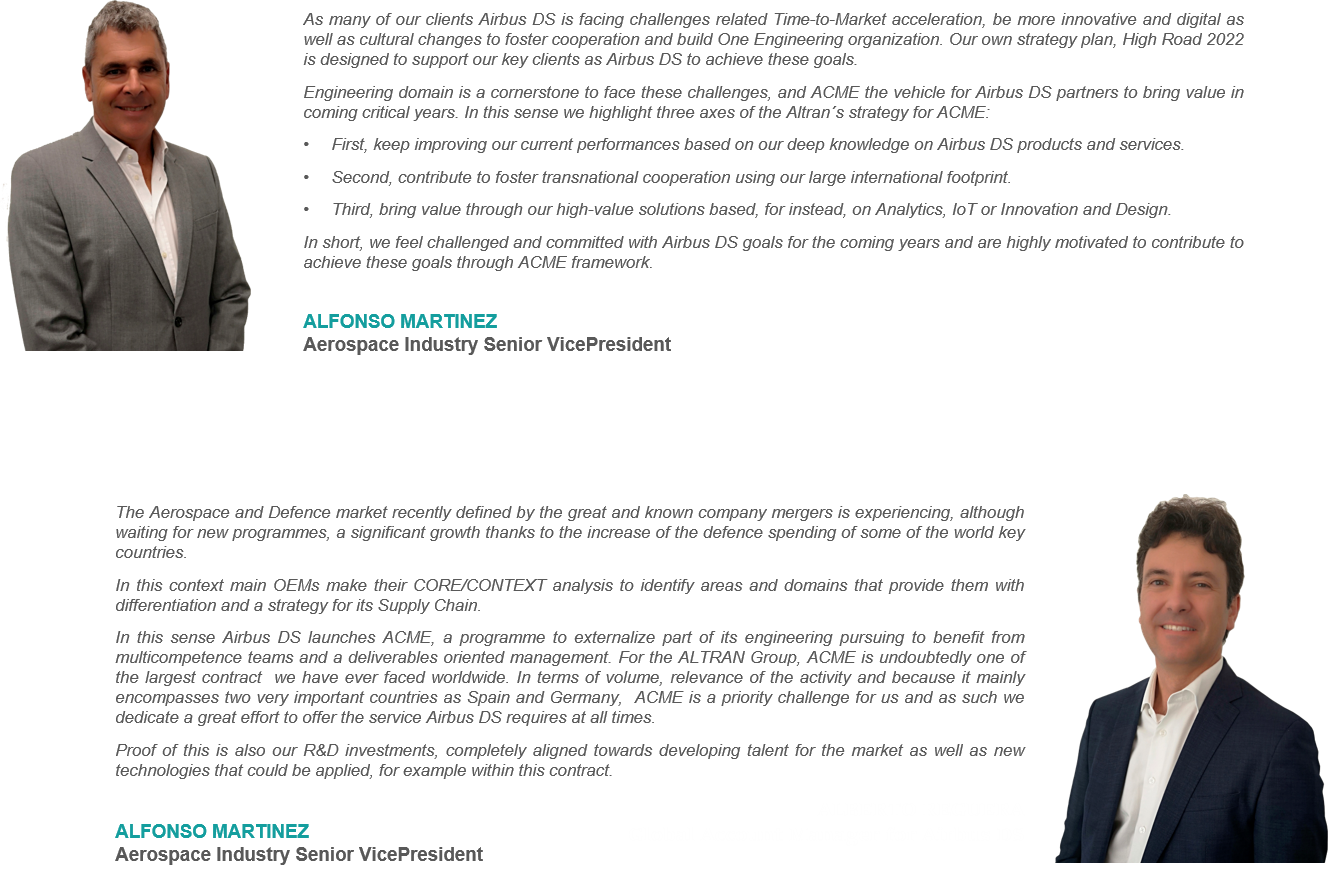 As many of our clients Airbus DS is facing challenges related Time-to-Market acceleration, be more innovative and digital as
well as cultural changes to foster cooperation and build One Engineering organization. Our own strategy plan, High Road 2022
is designed to support our key clients as Airbus DS to achieve these goals.
Engineering domain is a cornerstone to face these challenges, and ACME the vehicle for Airbus DS partners to bring value in
coming critical years. In this sense we highlight three axes of the Altran´s strategy for ACME:
• First, keep improving our current performances based on our deep knowledge on Airbus DS products and services.
• Second, contribute to foster transnational cooperation using our large international footprint.
• Third, bring value through our high-value solutions based, for instead, on Analytics, IoT or Innovation and Design.
In short, we feel challenged and committed with Airbus DS goals for the coming years and are highly motivated to contribute to
achieve these goals through ACME framework.
ALFONSO MARTINEZ
Aerospace Industry Senior VicePresident
The Aerospace and Defence market recently defined by the great and known company mergers is experiencing, although
waiting for new programmes, a significant growth thanks to the increase of the defence spending of some of the world key
countries.
In this context main OEMs make their CORE/CONTEXT analysis to identify areas and domains that provide them with
differentiation and a strategy for its Supply Chain.
In this sense Airbus DS launches ACME, a programme to externalize part of its engineering pursuing to benefit from
multicompetence teams and a deliverables oriented management. For the ALTRAN Group, ACME is undoubtedly one of
the largest contract we have ever faced worldwide. In terms of volume, relevance of the activity and because it mainly
encompasses two very important countries as Spain and Germany, ACME is a priority challenge for us and as such we
dedicate a great effort to offer the service Airbus DS requires at all times.
Proof of this is also our R&D investments, completely aligned towards developing talent for the market as well as new
technologies that could be applied, for example within this contract.
ALFONSO MARTINEZ
Aerospace Industry Senior VicePresident